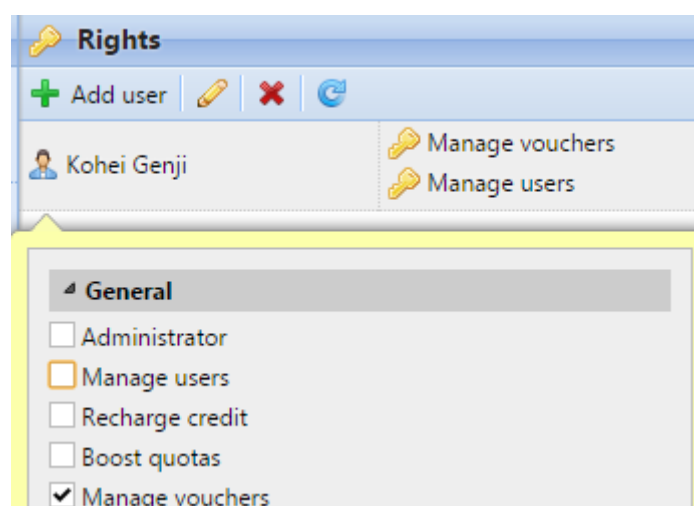 Rights
Add user
Kohei Genji
Manage vouchers
Manage users
General
Administrator
Manage users
Recharge credit
Boost quotas
Manage vouchers